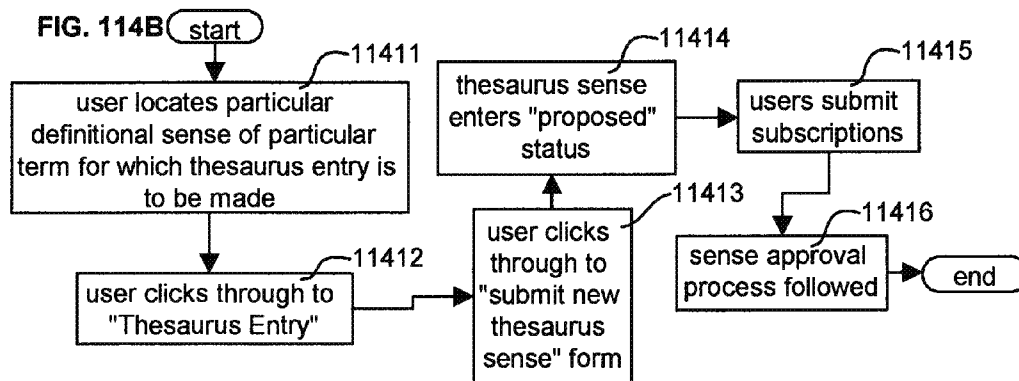 FIG. 114B
start
11411
user locates particular
definitional sense of particular
term for which thesaurus entry is
to be made
11412
user clicks through to
"Thesaurus Entry"
11413
user clicks
through to
"submit new
thesaurus
sense" form
11414
thesaurus sense
enters "proposed"
status
11415
users submit
subscriptions
11416
sense approval
process followed
end